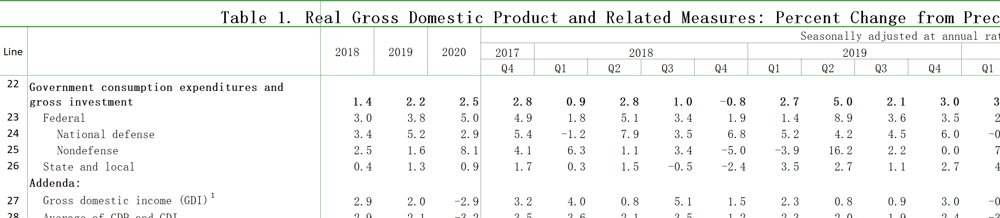 Table 1. Real Gross Domestic Product and Related Measures: Percent Change from Prec
Seasonally adjusted at annual rat
Line 2018 2019 2020 2017 2018 2019
Q4 Q1 Q2 Q3 Q4 Q1 Q2 Q3 Q4 Q1
22 Government consumption expenditures and
gross investment 1.4 2.2 2.5 2.8 0.9 2.8 1.0 -0.8 2.7 5.0 2.1 3.0 3
23 Federal 3.0 3.8 5.0 4.9 1.8 5.1 3.4 1.9 1.4 8.9 3.6 3.5 2
24 National defense 3.4 5.2 2.9 5.4 -1.2 7.9 3.5 6.8 5.2 4.2 4.5 6.0 -0
25 Nondefense 2.5 1.6 8.1 4.1 6.3 1.1 3.4 -5.0 -3.9 16.2 2.2 0.0 7
26 State and local 0.4 1.3 0.9 1.7 0.3 1.5 -0.5 -2.4 3.5 2.7 1.1 2.7 4
Addenda:
27 Gross domestic income (GDI)1 2.9 2.0 -2.9 3.2 4.0 0.8 5.1 1.5 2.3 0.8 0.9 3.0 -0
28 Average of GDP and GDI 2.9 2.1 -3.2 3.5 3.6 2.1 3.5 1.2 2.3 2.0 1.9 2.4 -3